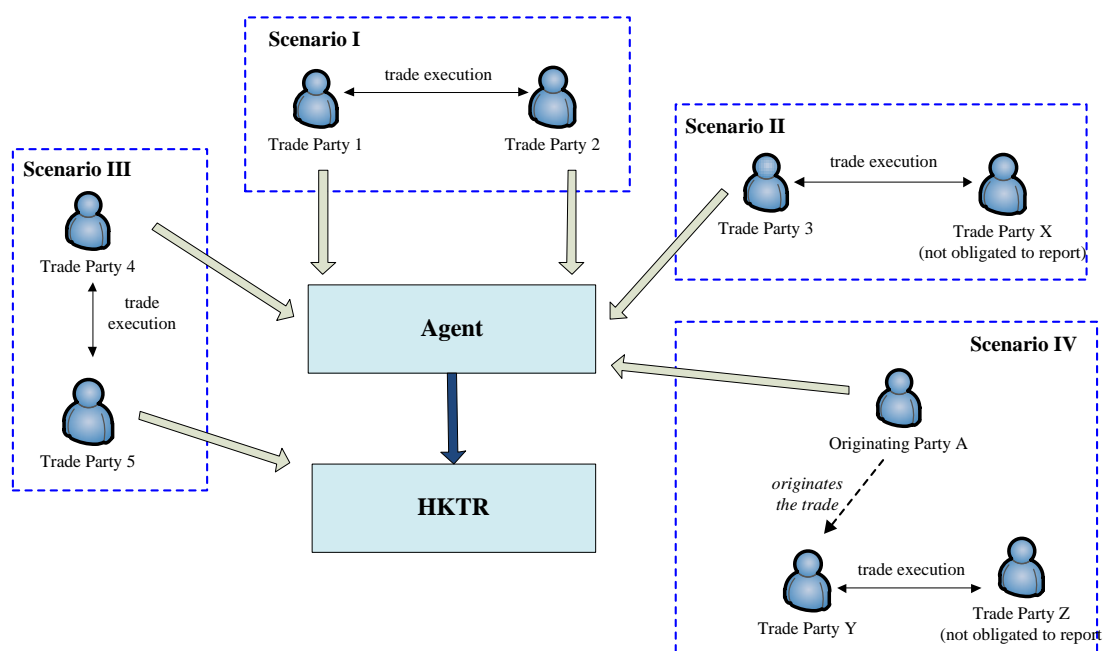 Scenario I
trade execution
Trade Party 1
Trade Party 2
Scenario II
trade execution
Trade Party 3
Trade Party X
(not obligated to report)
Scenario III
Trade Party 4
trade
execution
Trade Party 5
Agent
HKTR
Scenario IV
Originating Party A
originates
the trade
trade execution
Trade Party Y
Trade Party Z
(not obligated to report